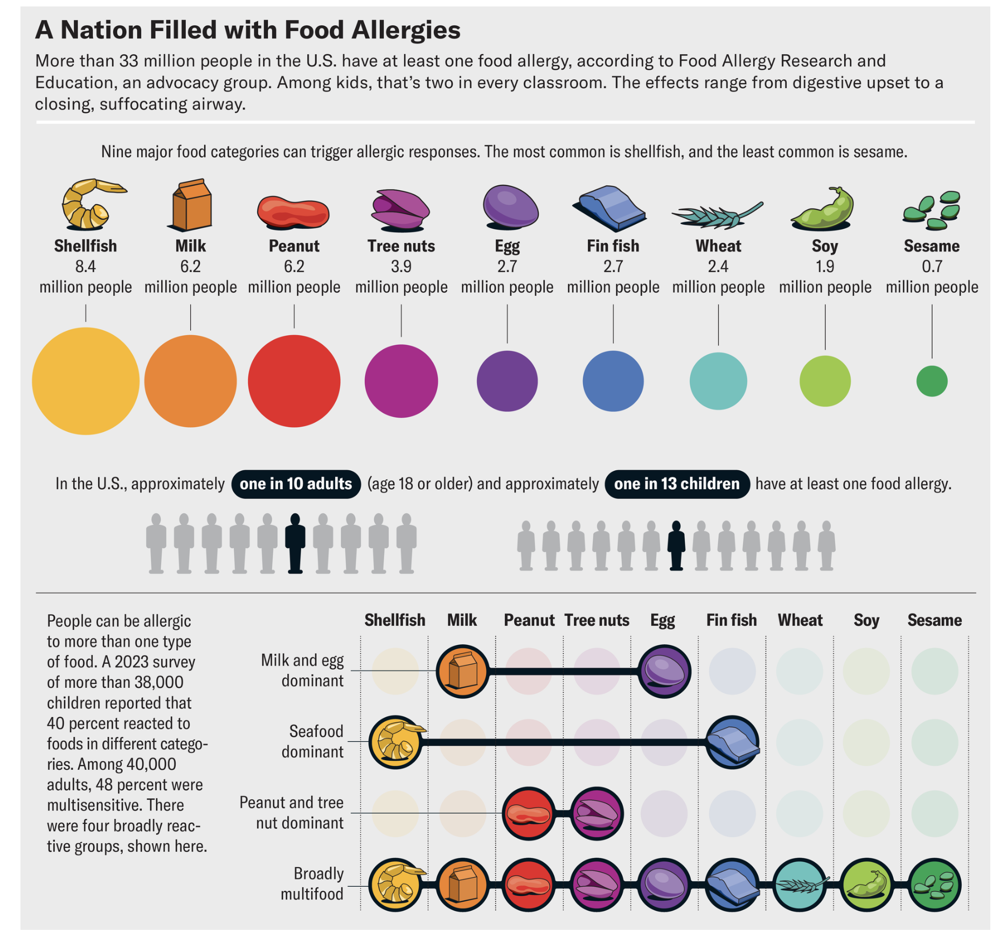 A Nation Filled with Food Allergies
More than 33 million people in the U.S. have at least one food allergy, according to Food Allergy Research and
Education, an advocacy group. Among kids, that’s two in every classroom. The effects range from digestive upset to a
closing, suffocating airway.
Nine major food categories can trigger allergic responses. The most common is shellfish, and the least common is sesame.
Shellfish
8.4
million people
Milk
6.2
million people
Peanut
6.2
million people
Tree nuts
3.9
million people
Egg
2.7
million people
Fin fish
2.7
million people
Wheat
2.4
million people
Soy
1.9
million people
Sesame
0.7
million people
In the U.S., approximately one in 10 adults (age 18 or older) and approximately one in 13 children have at least one food allergy.
People can be allergic
to more than one type
of food. A 2023 survey
of more than 38,000
children reported that
40 percent reacted to
foods in different catego-
ries. Among 40,000
adults, 48 percent were
multisensitive. There
were four broadly reac-
tive groups, shown here.
Shellfish Milk Peanut Tree nuts Egg Fin fish Wheat Soy Sesame
Milk and egg
dominant
Seafood
dominant
Peanut and tree
nut dominant
Broadly
multifood